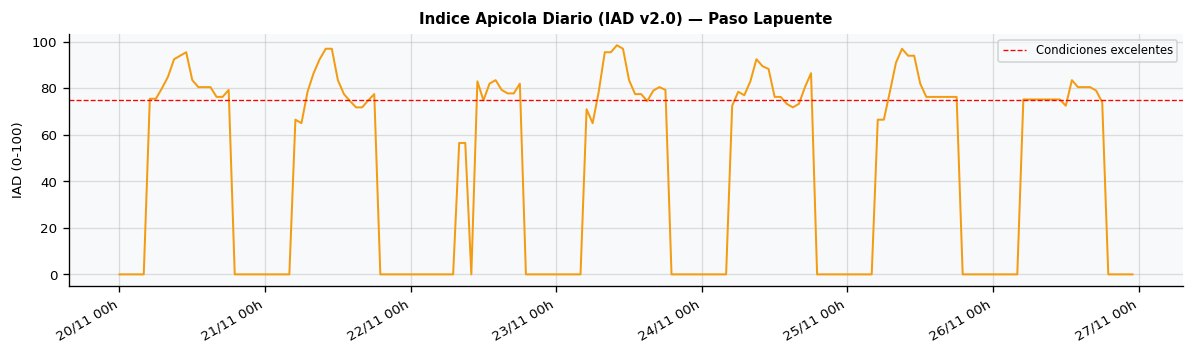 Indice Apicola Diario (IAD v2.0) — Paso Lapuente
Condiciones excelentes
IAD (0-100)
100
80
60
40
20
0
20/11 00h
21/11 00h
22/11 00h
23/11 00h
24/11 00h
25/11 00h
26/11 00h
27/11 00h